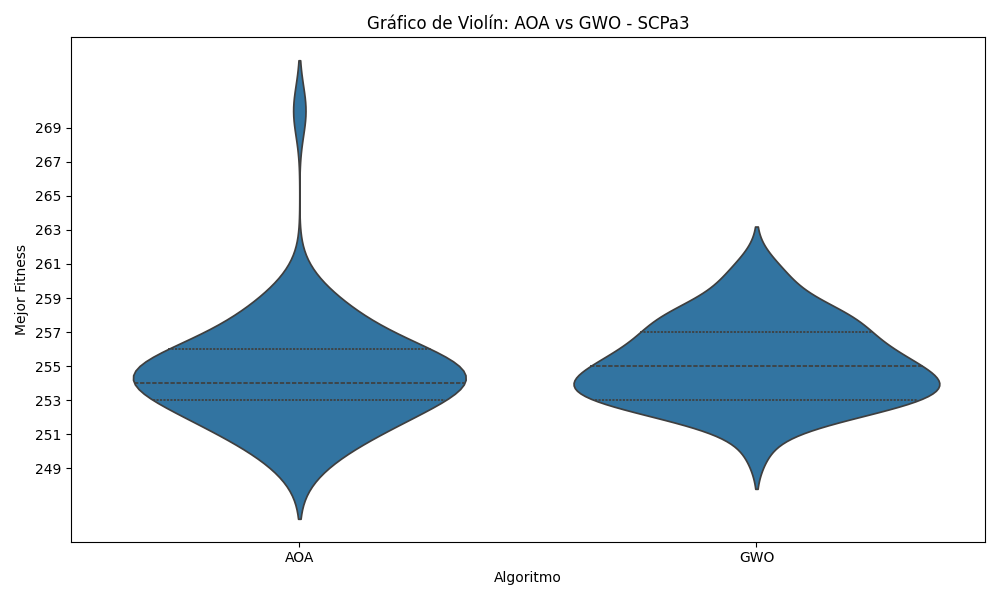 Gráfico de Violín: AOA vs GWO - SCPa3
Mejor Fitness
269
267
265
263
261
259
257
255
253
251
249
AOA
GWO
Algoritmo